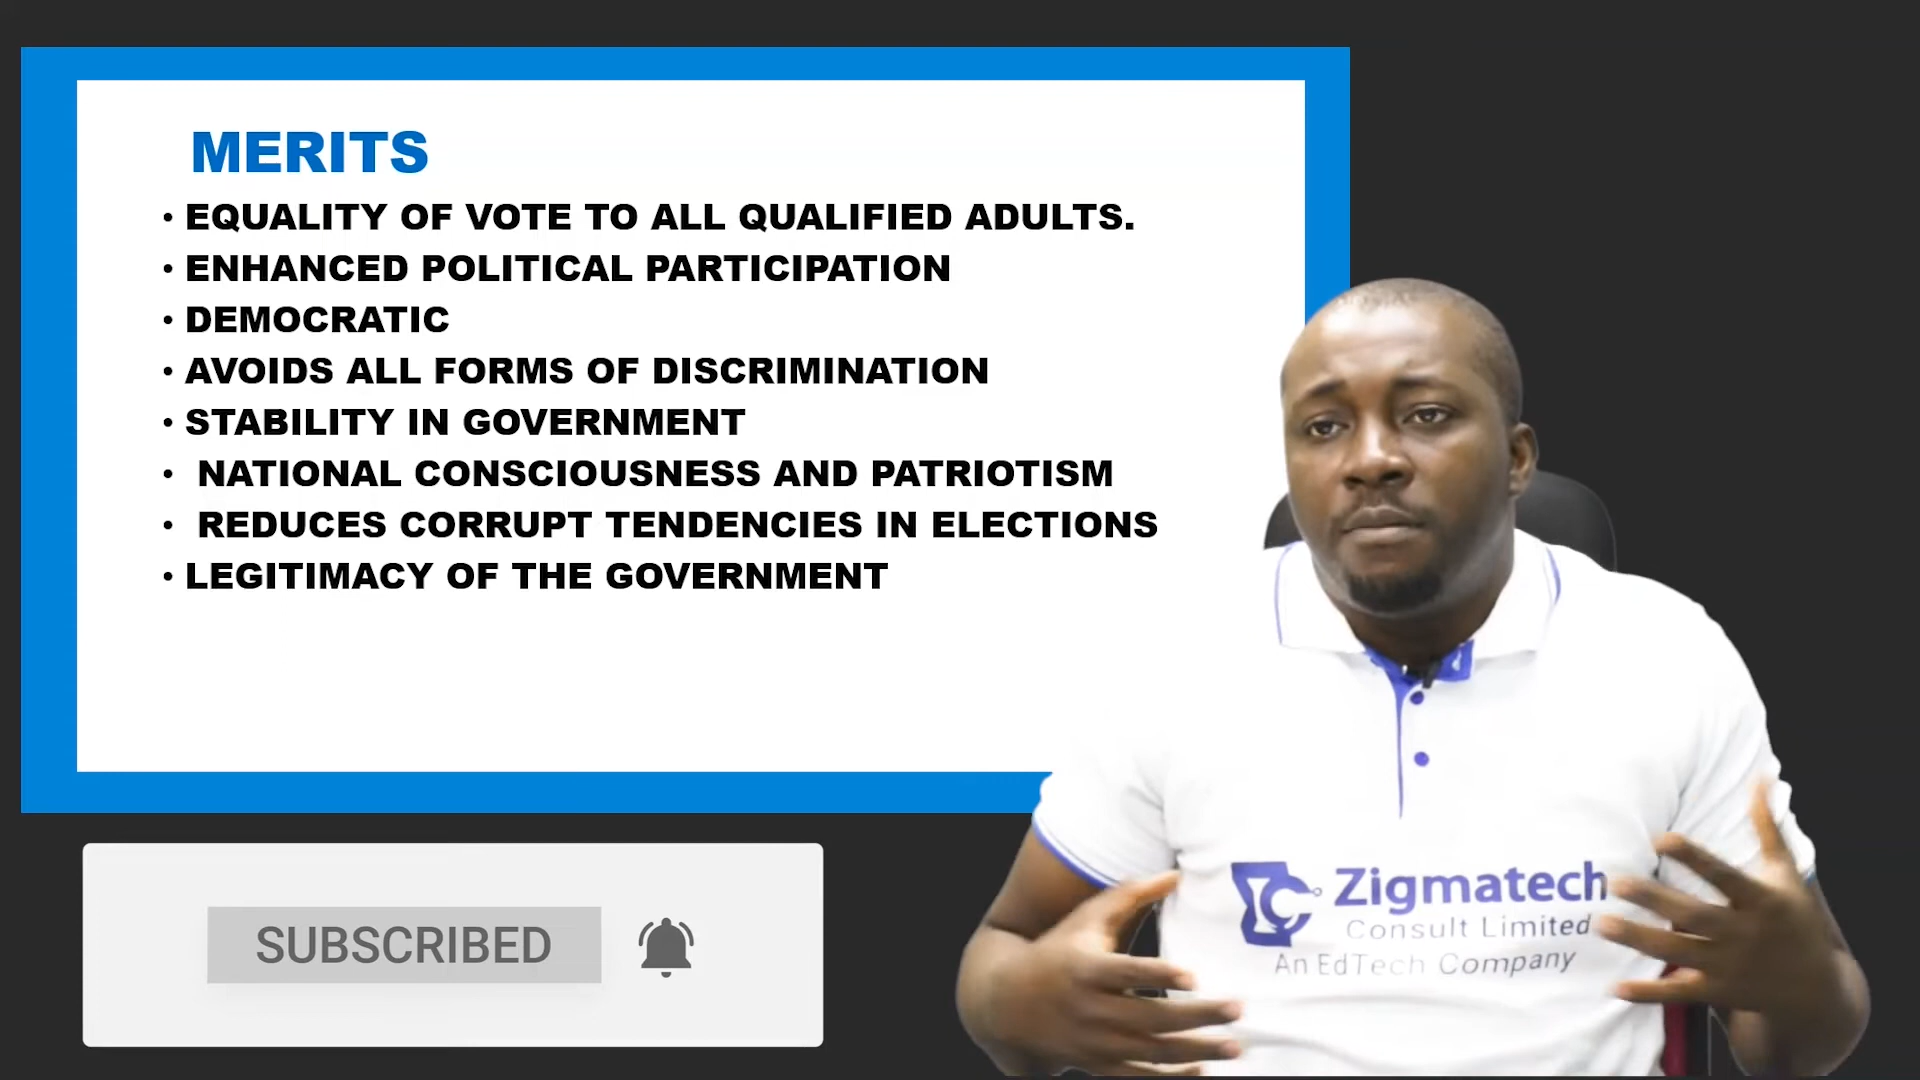 MERITS
• EQUALITY OF VOTE TO ALL QUALIFIED ADULTS.
• ENHANCED POLITICAL PARTICIPATION
• DEMOCRATIC
• AVOIDS ALL FORMS OF DISCRIMINATION
• STABILITY IN GOVERNMENT
• NATIONAL CONSCIOUSNESS AND PATRIOTISM
• REDUCES CORRUPT TENDENCIES IN ELECTIONS
• LEGITIMACY OF THE GOVERNMENT
SUBSCRIBED
Zigmatech
Consult Limited
An EdTech Company